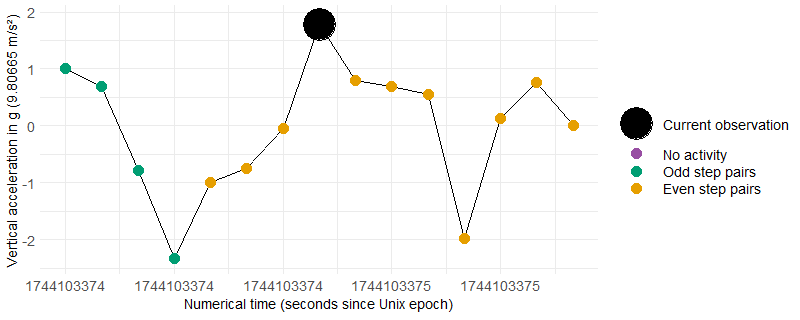 Vertical acceleration in g (9.80665 m/s²)
2
1
0
-1
-2
1744103374 1744103374 1744103374 1744103375 1744103375
Numerical time (seconds since Unix epoch)
Current observation
No activity
Odd step pairs
Even step pairs